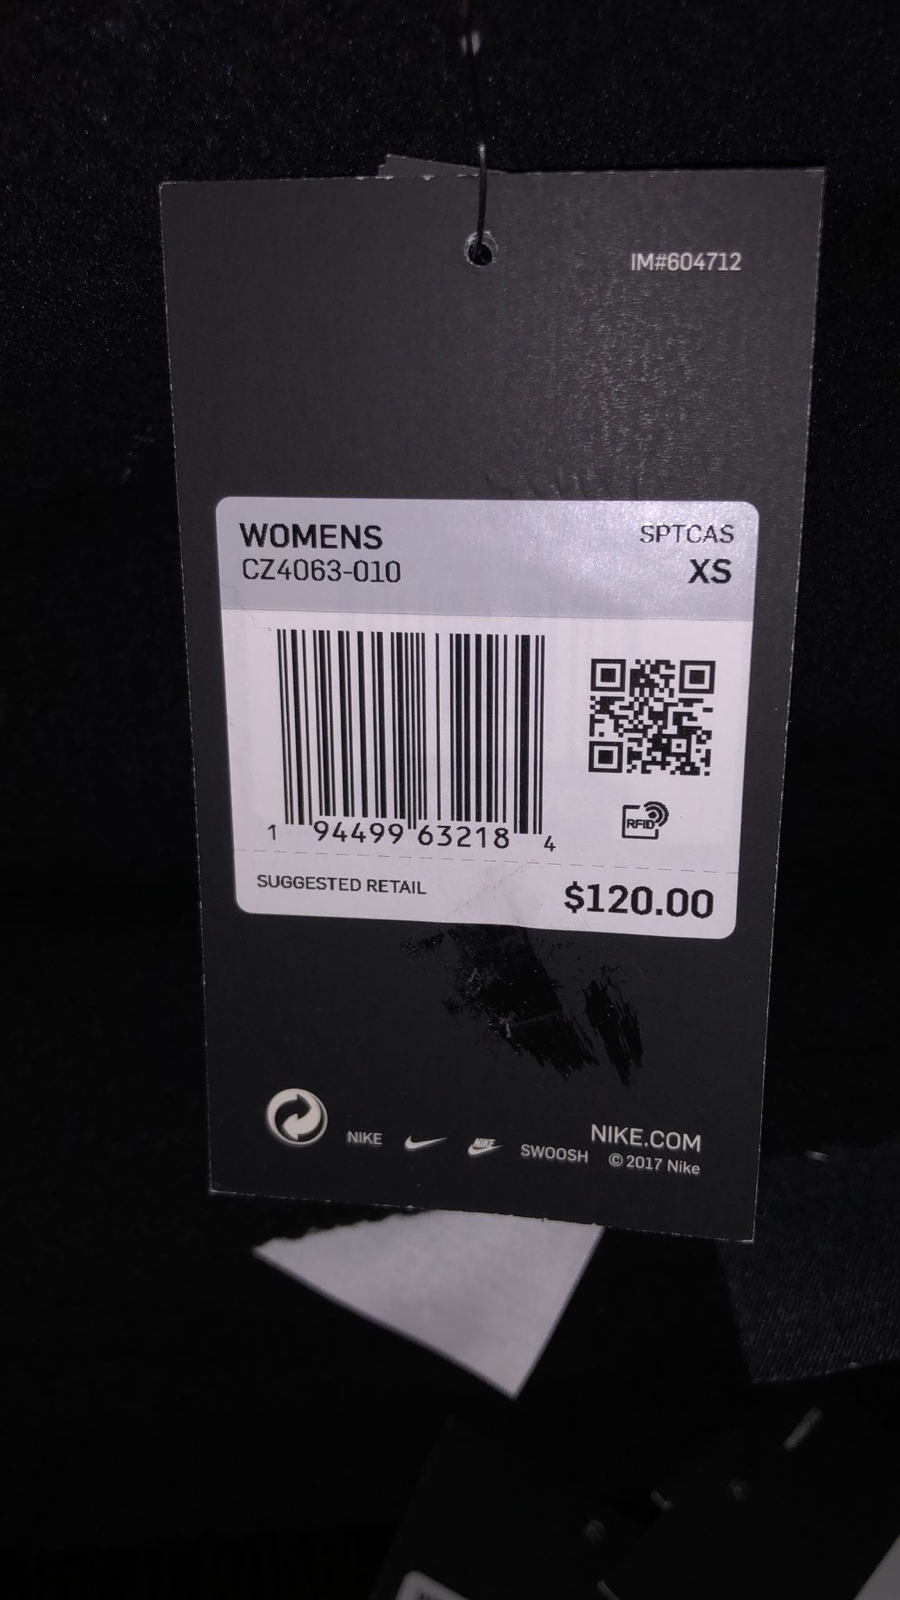 IM#604712
WOMENS SPTCAS
CZ4063-010 XS
RFID
1 94499 63218 4
SUGGESTED RETAIL $120.00
NIKE.COM
NIKE NIKE SWOOSH © 2017 Nike